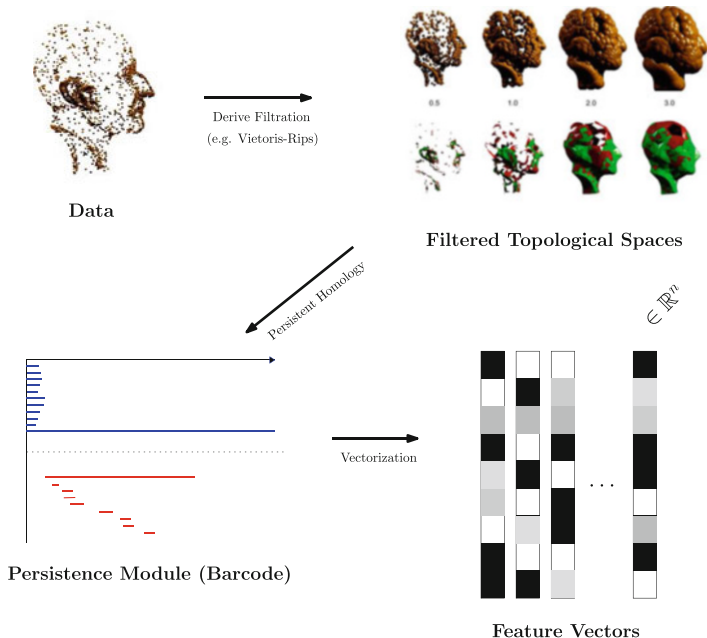 0.5 1.0 2.0 3.0
Derive Filtration
(e.g. Vietoris-Rips)
Data
Filtered Topological Spaces
Persistent Homology
∈ ℝⁿ
Vectorization
...
Persistence Module (Barcode)
Feature Vectors